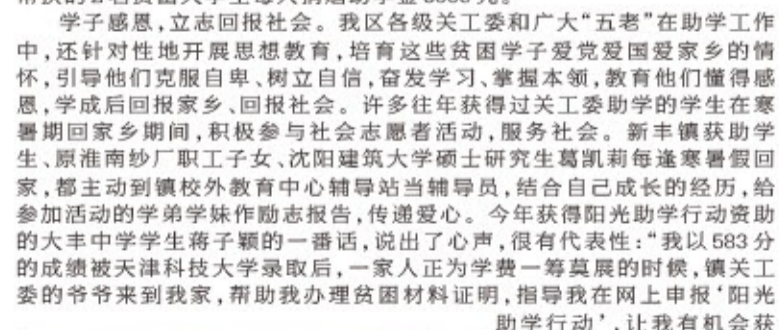 学子感恩，立志回报社会。我区各级关工委和广大“五老”在助学工作
中，还针对性地开展思想教育，培育这些贫困学子爱党爱国爱家乡的情
怀，引导他们克服自卑、树立自信，奋发学习、掌握本领，教育他们懂得感
恩，学成后回报家乡、回报社会。许多往年获得过关工委助学的学生在寒
暑期回家乡期间，积极参与社会志愿者活动，服务社会。新丰镇获助学
生、原淮南纱厂职工子女、沈阳建筑大学硕士研究生葛凯莉每逢寒暑假回
家，都主动到镇校外教育中心辅导站当辅导员，结合自己成长的经历，给
参加活动的学弟学妹作励志报告，传递爱心。今年获得阳光助学行动资助
的大丰中学学生蒋子颖的一番话，说出了心声，很有代表性：“我以583分
的成绩被天津科技大学录取后，一家人正为学费一筹莫展的时候，镇关工
委的爷爷来到我家，帮助我办理贫困材料证明，指导我在网上申报‘阳光
助学行动’，让我有机会获